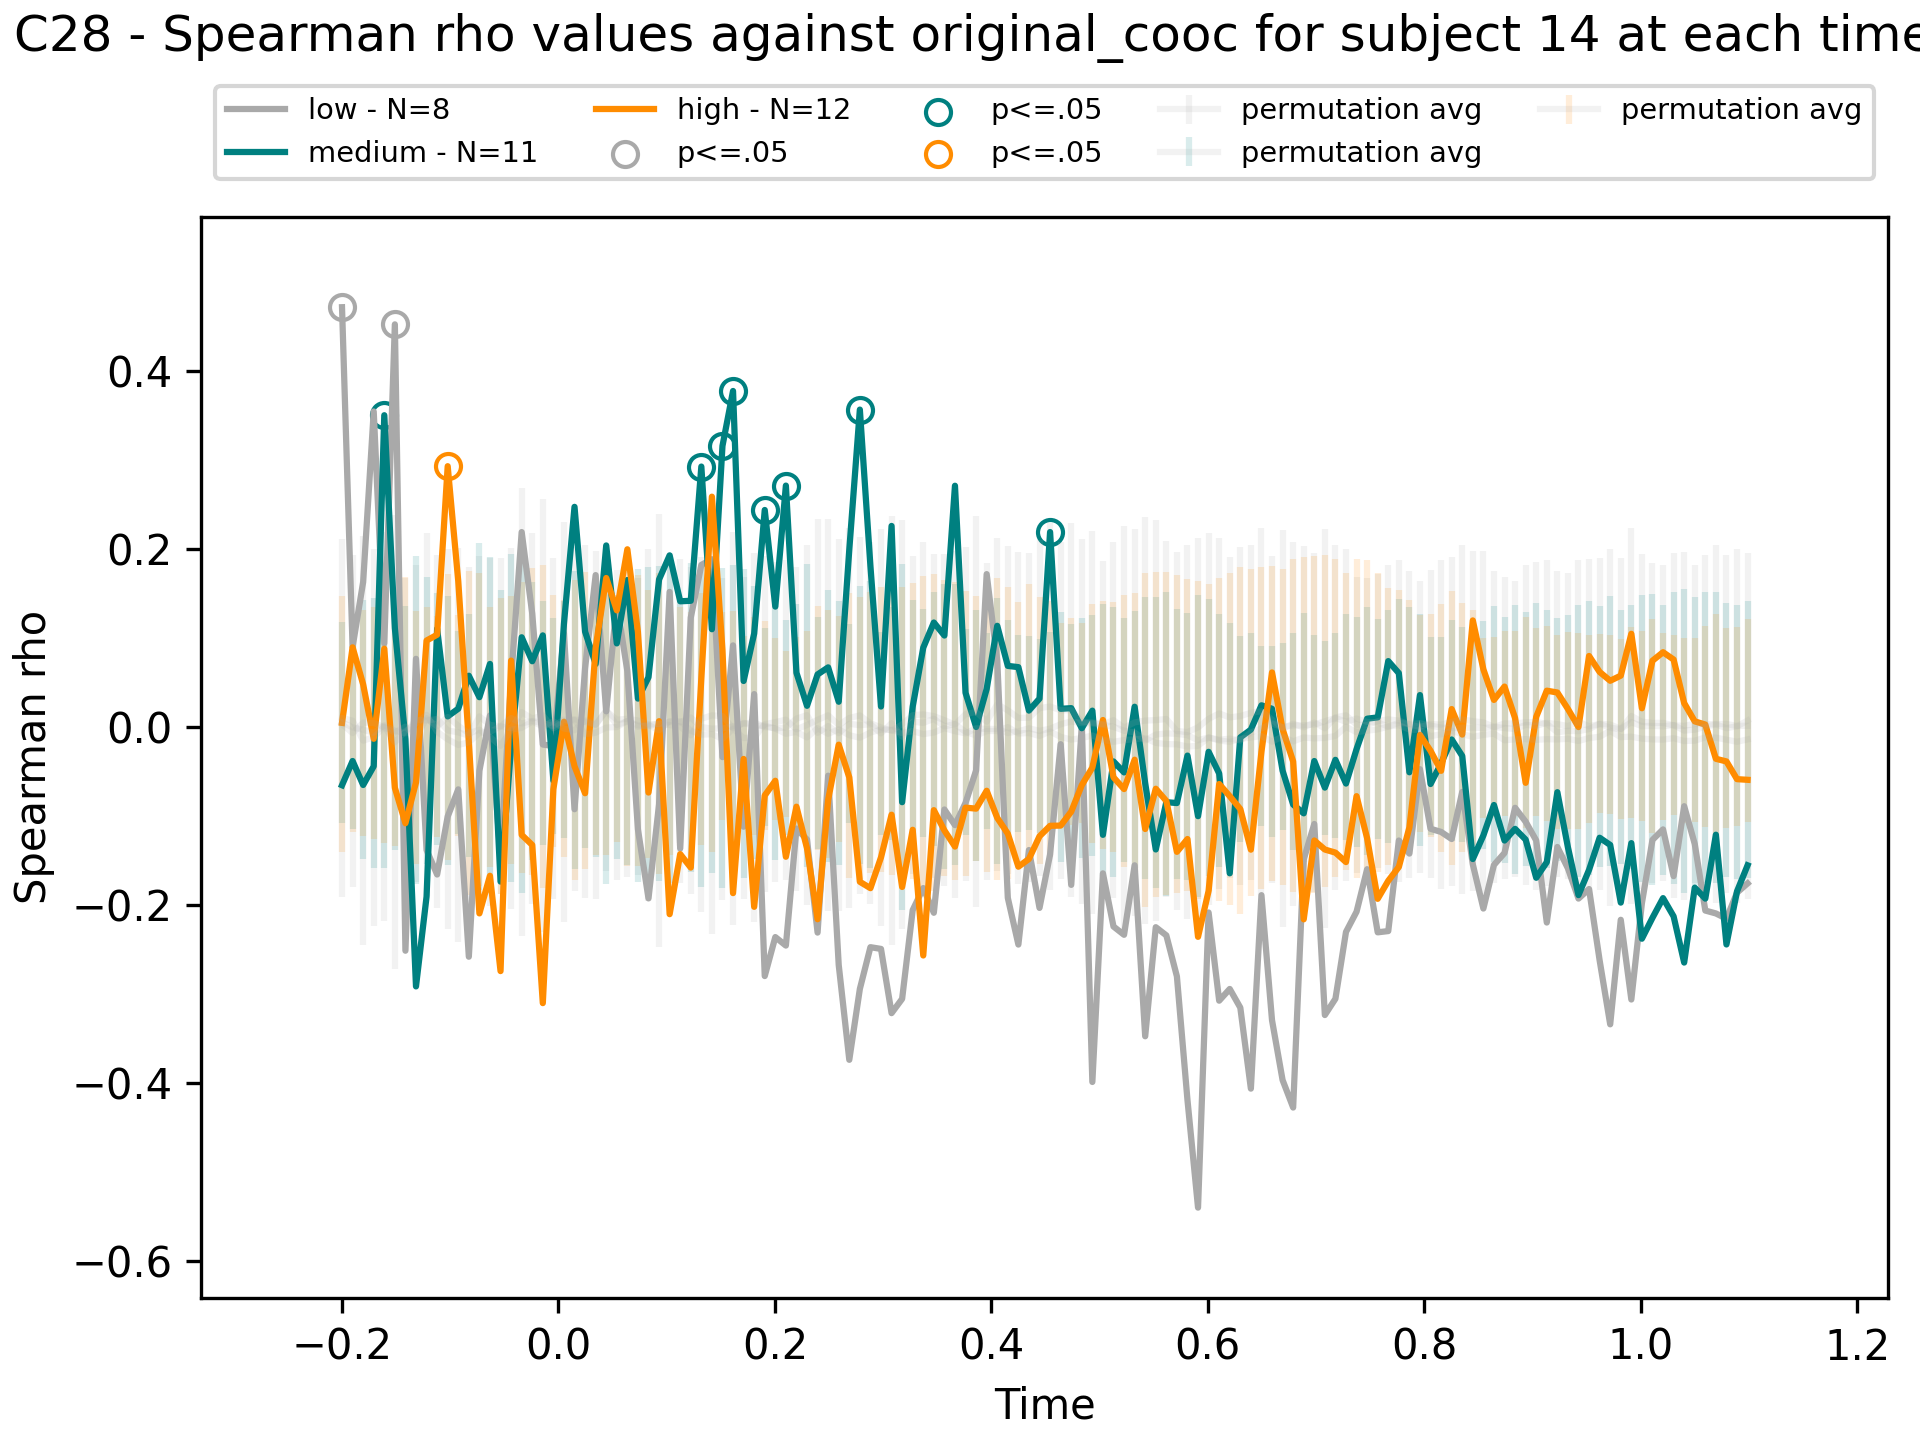 C28 - Spearman rho values against original_cooc for subject 14 at each time
low - N=8
medium - N=11
high - N=12
p<=.05
p<=.05
p<=.05
permutation avg
permutation avg
permutation avg
Spearman rho
0.4
0.2
0.0
−0.2
−0.4
−0.6
−0.2
0.0
0.2
0.4
0.6
0.8
1.0
1.2
Time